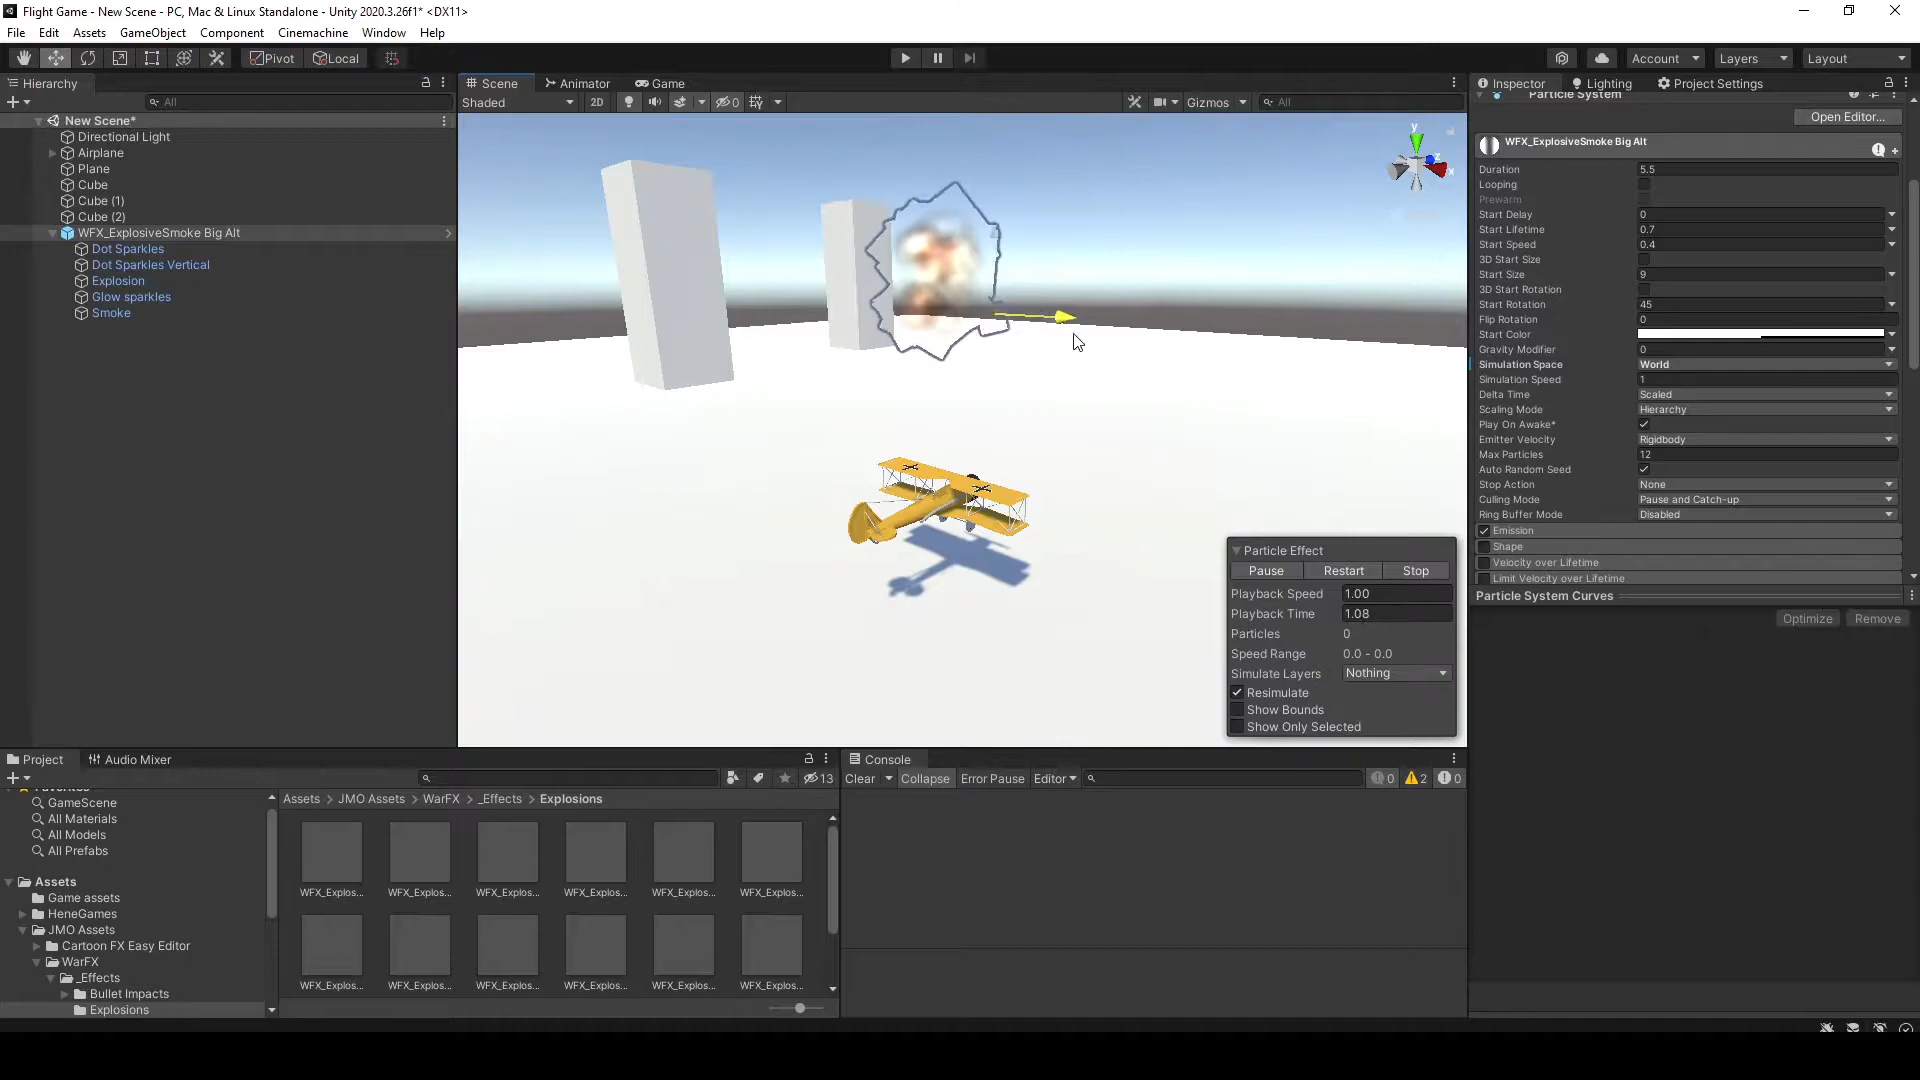 Flight Game - New Scene - PC, Mac & Linux Standalone - Unity 2020.3.26f1* <DX11>
File Edit Assets GameObject Component Cinemachine Window Help
Pivot Local Account Layers Layout
Hierarchy
All
New Scene*
Directional Light
Airplane
Plane
Cube
Cube (1)
Cube (2)
WFX_ExplosiveSmoke Big Alt
Dot Sparkles
Dot Sparkles Vertical
Explosion
Glow sparkles
Smoke
Scene Animator Game
Shaded 2D 0 Gizmos All
y
z
x
Particle Effect
Pause Restart Stop
Playback Speed 1.00
Playback Time 1.08
Particles 0
Speed Range 0.0 - 0.0
Simulate Layers Nothing
Resimulate
Show Bounds
Show Only Selected
Inspector Lighting Project Settings
Particle System
Open Editor...
WFX_ExplosiveSmoke Big Alt
Duration 5.5
Looping
Prewarm
Start Delay 0
Start Lifetime 0.7
Start Speed 0.4
3D Start Size
Start Size 9
3D Start Rotation
Start Rotation 45
Flip Rotation 0
Start Color
Gravity Modifier 0
Simulation Space World
Simulation Speed 1
Delta Time Scaled
Scaling Mode Hierarchy
Play On Awake*
Emitter Velocity Rigidbody
Max Particles 12
Auto Random Seed
Stop Action None
Culling Mode Pause and Catch-up
Ring Buffer Mode Disabled
Emission
Shape
Velocity over Lifetime
Limit Velocity over Lifetime
Particle System Curves
Optimize Remove
Project Audio Mixer
13
Favorites
GameScene
All Materials
All Models
All Prefabs
Assets
Game assets
HeneGames
JMO Assets
Cartoon FX Easy Editor
WarFX
_Effects
Bullet Impacts
Explosions
Assets > JMO Assets > WarFX > _Effects > Explosions
WFX_Explos... WFX_Explos... WFX_Explos... WFX_Explos... WFX_Explos... WFX_Explos...
WFX_Explos... WFX_Explos... WFX_Explos... WFX_Explos... WFX_Explos... WFX_Explos...
Console
Clear Collapse Error Pause Editor 0 2 0